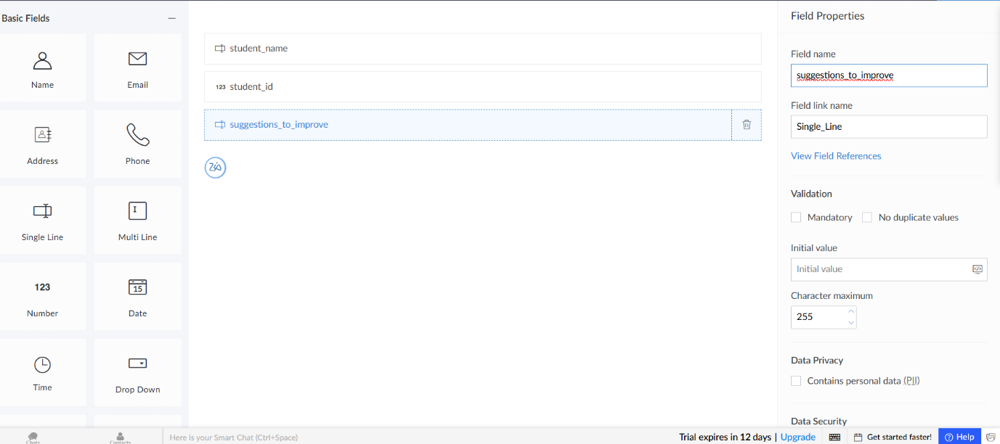 Basic Fields
Name
Email
Address
Phone
Single Line
Multi Line
123
Number
15
Date
Time
Drop Down
student_name
123 student_id
suggestions_to_improve
Zia
Field Properties
Field name
suggestions_to_improve
Field link name
Single_Line
View Field References
Validation
Mandatory
No duplicate values
Initial value
Initial value
Character maximum
255
Data Privacy
Contains personal data (PII)
Data Security
Chats
Contacts
Here is your Smart Chat (Ctrl+Space)
Trial expires in 12 days | Upgrade
Get started faster!
Help